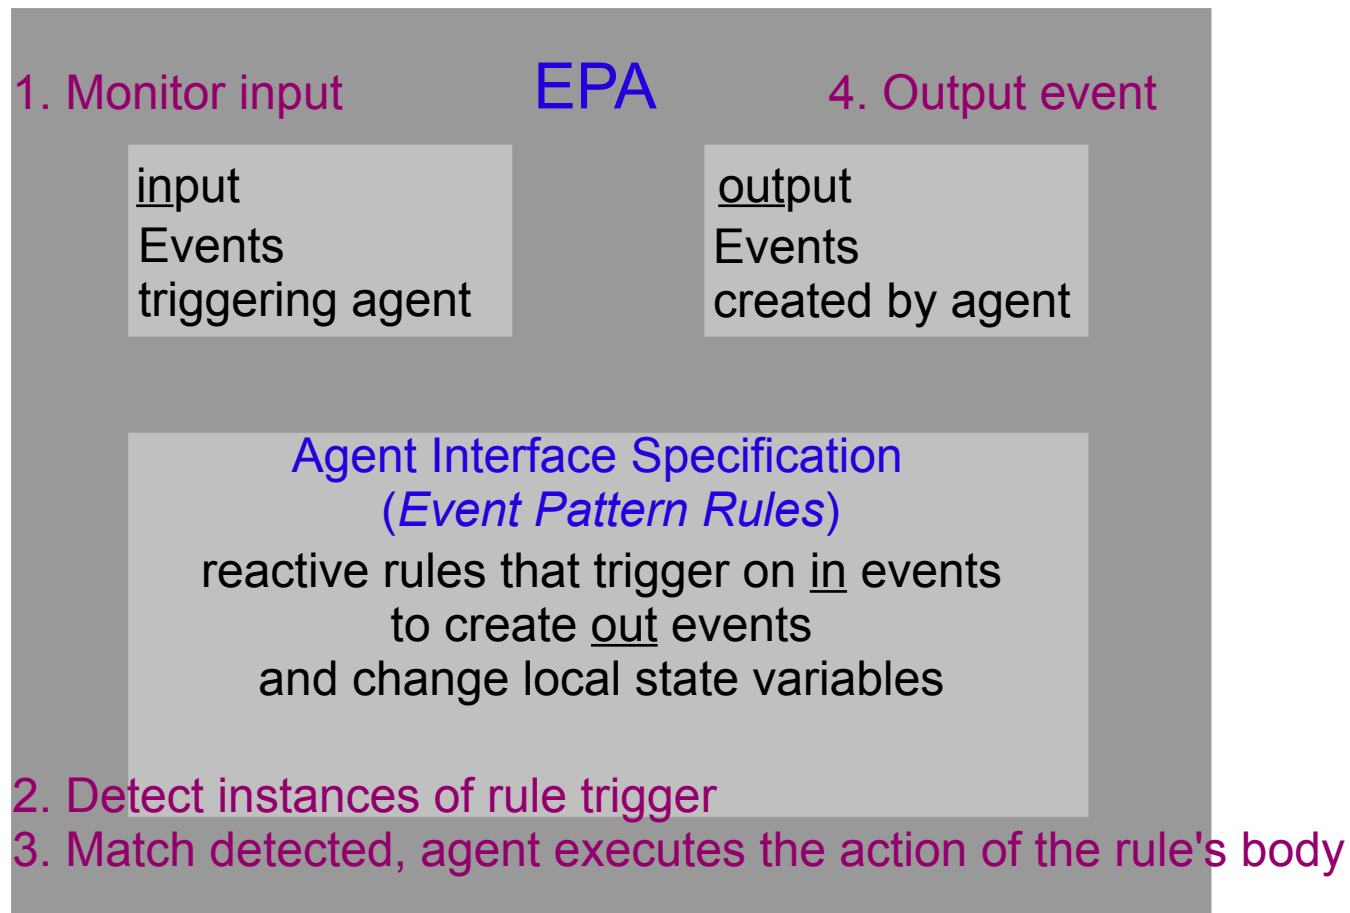 1. Monitor input
EPA
4. Output event
input
Events
triggering agent
output
Events
created by agent
Agent Interface Specification
(Event Pattern Rules)
reactive rules that trigger on in events
to create out events
and change local state variables
2. Detect instances of rule trigger
3. Match detected, agent executes the action of the rule's body